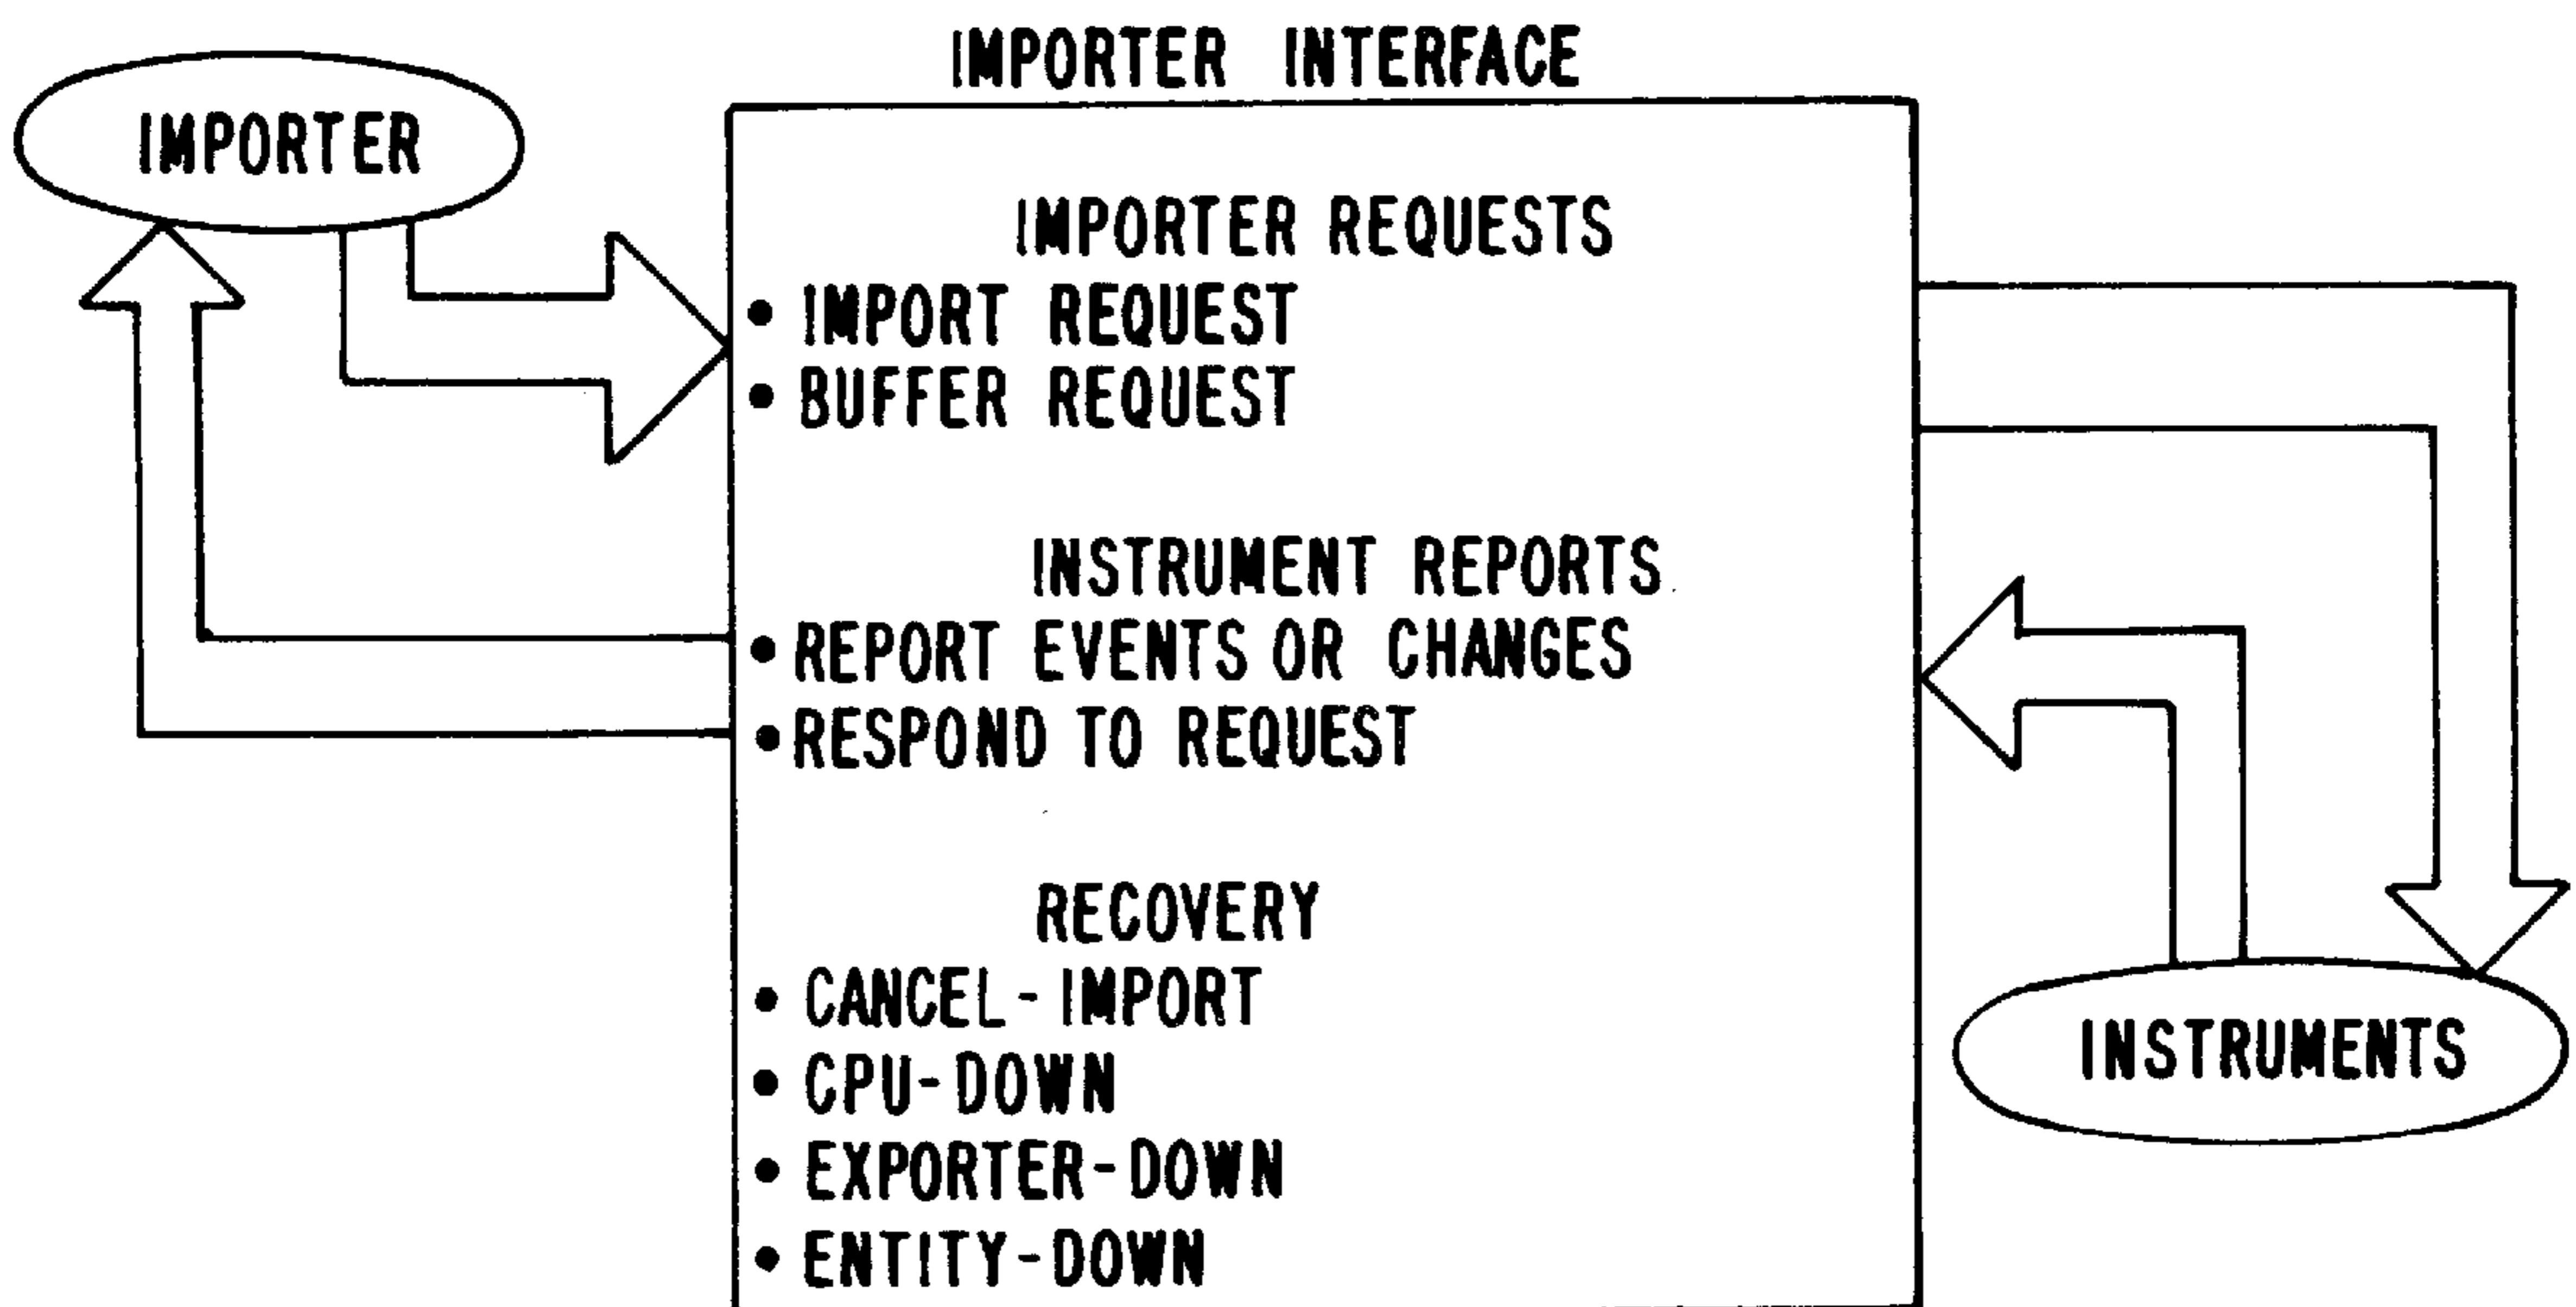 IMPORTER INTERFACE
IMPORTER
IMPORTER REQUESTS
• IMPORT REQUEST
• BUFFER REQUEST
INSTRUMENT REPORTS
• REPORT EVENTS OR CHANGES
• RESPOND TO REQUEST
RECOVERY
• CANCEL-IMPORT
• CPU-DOWN
• EXPORTER-DOWN
• ENTITY-DOWN
INSTRUMENTS